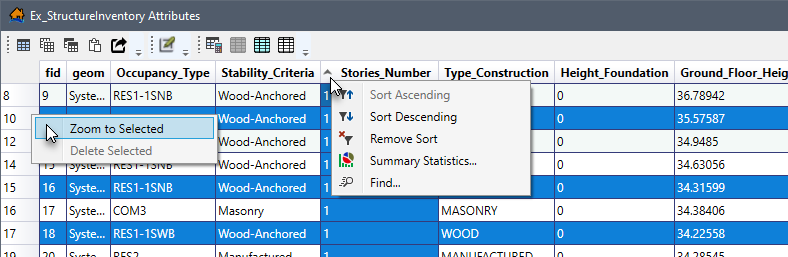 Ex_StructureInventory Attributes
fid geom Occupancy_Type Stability_Criteria Stories_Number Type_Construction Height_Foundation Ground_Floor_Heig
8 9 Syste... RES1-1SNB Wood-Anchored 1 0 36.78942
10 Wood-Anchored 0 35.57587
12 Wood-Anchored 0 34.9485
14 Syste... RES1-1SNB Wood-Anchored 0 34.63056
15 16 Syste... RES1-1SNB Wood-Anchored 0 34.31599
16 17 Syste... COM3 Masonry 1 MASONRY 0 34.38406
17 18 Syste... RES1-1SWB Wood-Anchored 1 WOOD 0 34.22558
Zoom to Selected
Delete Selected
Sort Ascending
Sort Descending
Remove Sort
Summary Statistics...
Find...